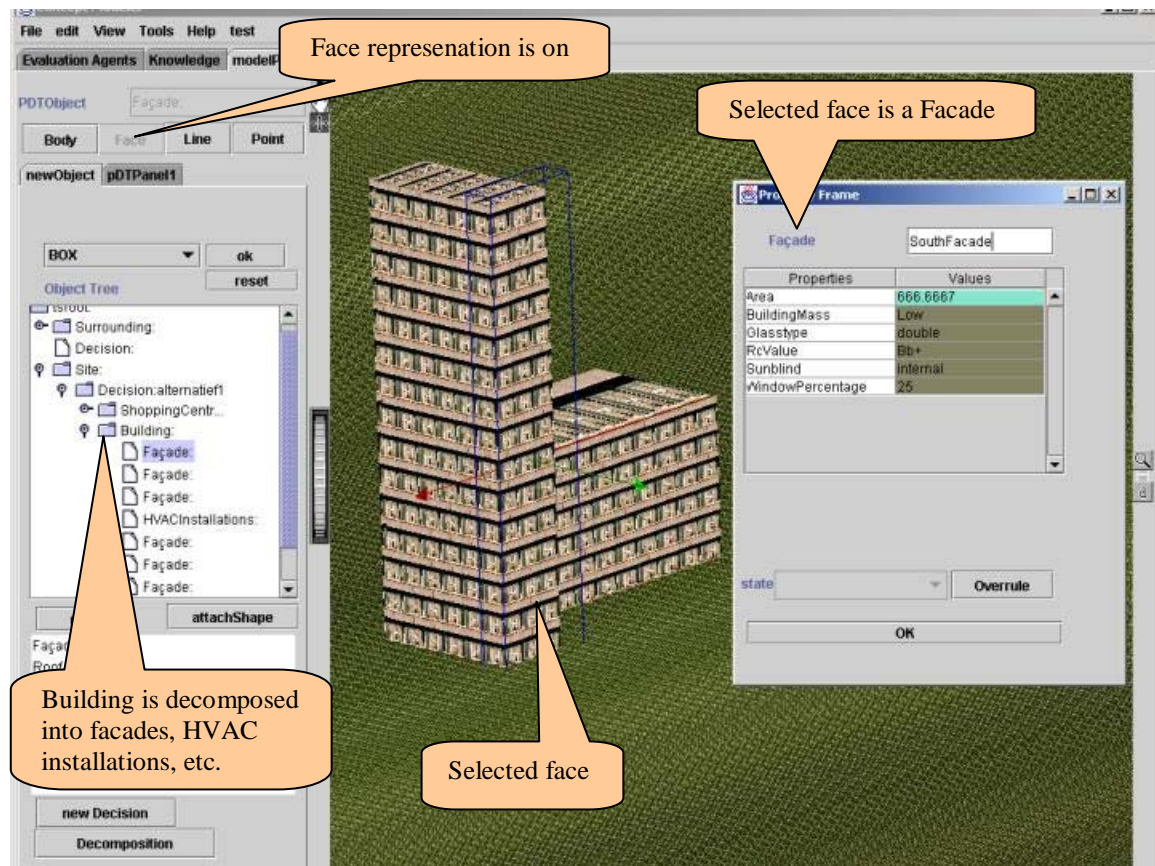 File edit View Tools Help test
Face represenation is on
Evaluation Agents Knowledge
PDTObject Façade:
Body Face Line Point
Selected face is a Facade
newObject pDTPanel1
Frame
Façade SouthFacade
BOX ok
reset
Object Tree
Properties Values
Area 666.6667
BuildingMass Low
Glasstype double
RcValue Bb+
Sunblind internal
WindowPercentage 25
Surrounding:
Decision:
Site:
Decision:alternatief1
ShoppingCentr...
Building:
Façade:
Façade:
Façade:
HVACInstallations:
Façade:
Façade:
Façade:
state Overrule
OK
attachShape
Building is decomposed
into facades, HVAC
installations, etc.
Selected face
new Decision
Decomposition